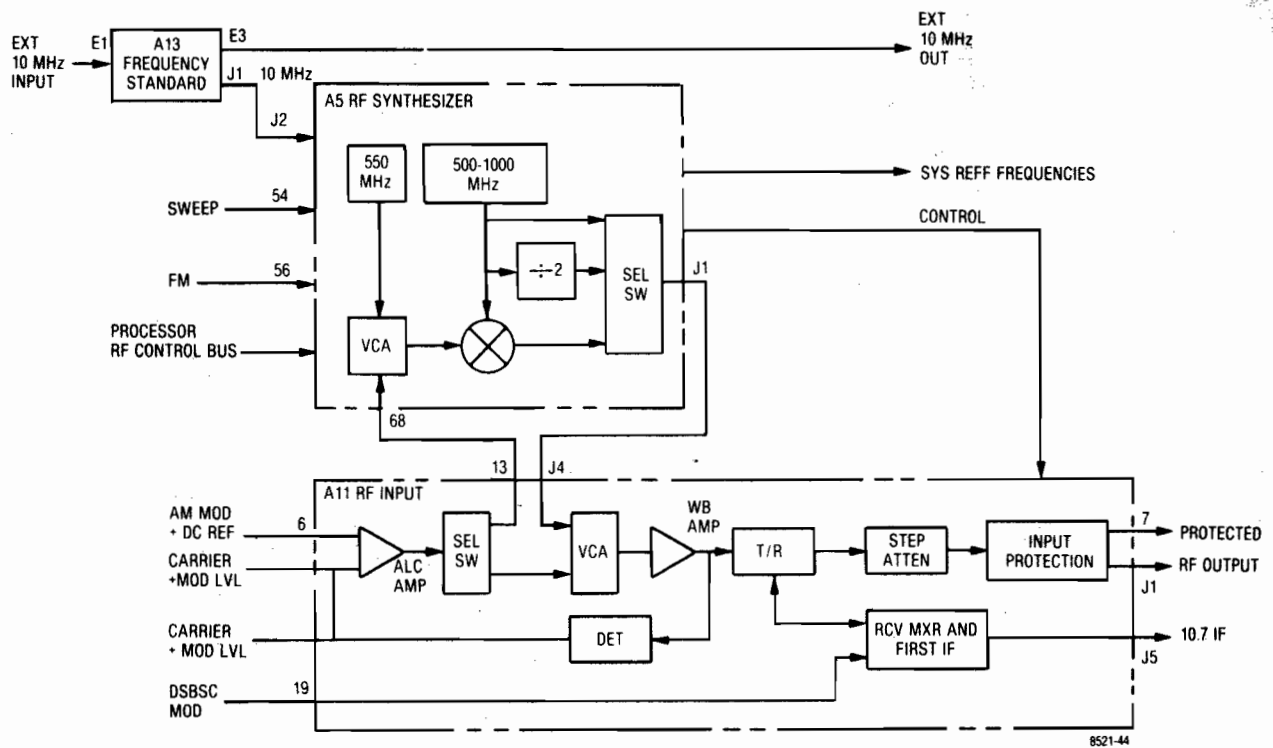 EXT
10 MHz
INPUT
E1
A13
FREQUENCY
STANDARD
E3
J1
10 MHz
EXT
10 MHz
OUT
J2
A5 RF SYNTHESIZER
550
MHz
500-1000
MHz
SYS REFF FREQUENCIES
SWEEP
54
CONTROL
÷2
SEL
SW
J1
FM
56
PROCESSOR
RF CONTROL BUS
VCA
68
13
J4
A11 RF INPUT
AM MOD
+ DC REF
6
CARRIER
+MOD LVL
ALC
AMP
SEL
SW
VCA
WB
AMP
T/R
STEP
ATTEN
INPUT
PROTECTION
7
PROTECTED
RF OUTPUT
J1
CARRIER
+ MOD LVL
DET
RCV MXR AND
FIRST IF
10.7 IF
J5
DSBSC
MOD
19
8521-44